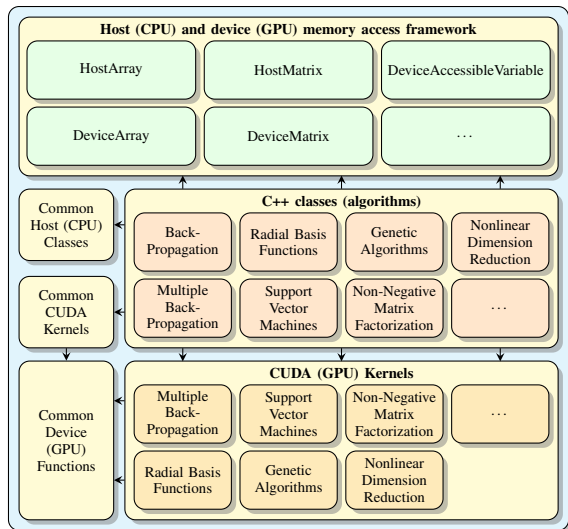 Host (CPU) and device (GPU) memory access framework
HostArray
HostMatrix
DeviceAccessibleVariable
DeviceArray
DeviceMatrix
...
Common
Host (CPU)
Classes
C++ classes (algorithms)
Back-
Propagation
Radial Basis
Functions
Genetic
Algorithms
Nonlinear
Dimension
Reduction
Common
CUDA
Kernels
Multiple
Back-
Propagation
Support
Vector
Machines
Non-Negative
Matrix
Factorization
...
Common
Device
(GPU)
Functions
CUDA (GPU) Kernels
Multiple
Back-
Propagation
Support
Vector
Machines
Non-Negative
Matrix
Factorization
...
Radial Basis
Functions
Genetic
Algorithms
Nonlinear
Dimension
Reduction